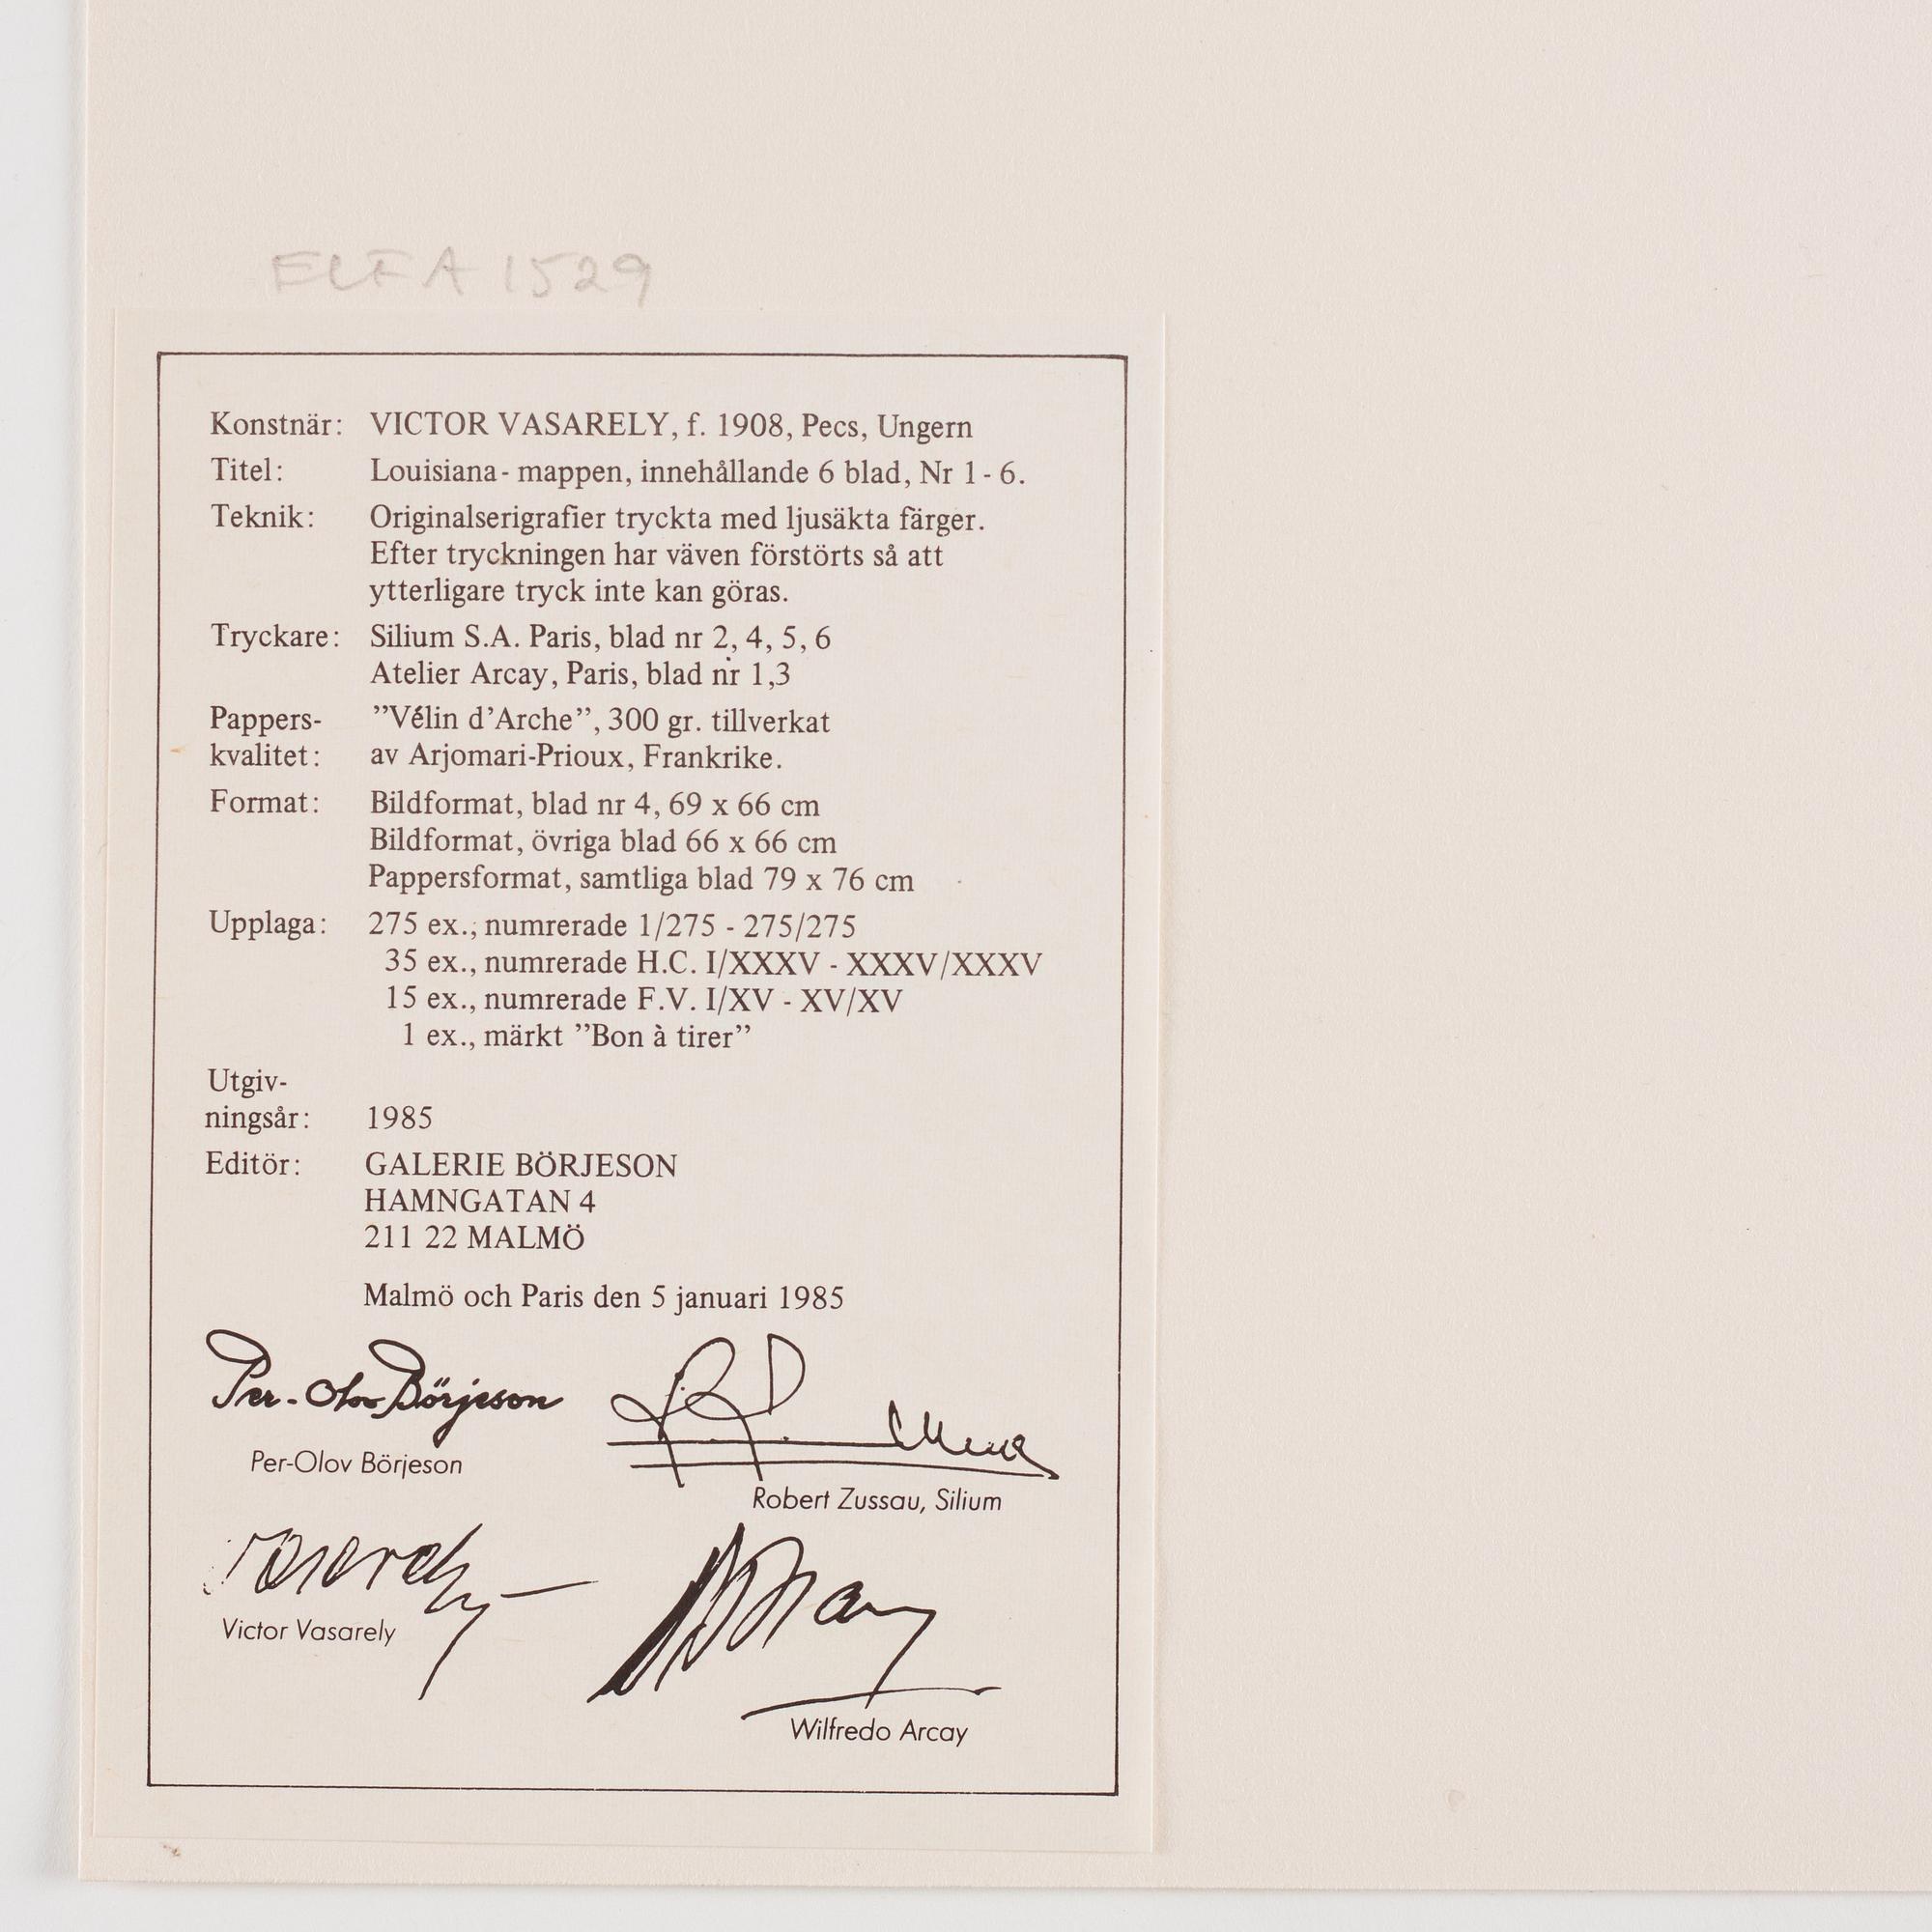 ELFA 1529
Konstnär: VICTOR VASARELY, f. 1908, Pecs, Ungern
Titel: Louisiana-mappen, innehållande 6 blad, Nr 1 - 6.
Teknik: Originalserigrafier tryckta med ljusäkta färger.
Efter tryckningen har väven förstörts så att
ytterligare tryck inte kan göras.
Tryckare: Silium S.A. Paris, blad nr 2, 4, 5, 6
Atelier Arcay, Paris, blad nr 1,3
Pappers- ”Vélin d’Arche”, 300 gr. tillverkat
kvalitet: av Arjomari-Prioux, Frankrike.
Format: Bildformat, blad nr 4, 69 x 66 cm
Bildformat, övriga blad 66 x 66 cm
Pappersformat, samtliga blad 79 x 76 cm
Upplaga: 275 ex., numrerade 1/275 - 275/275
35 ex., numrerade H.C. I/XXXV - XXXV/XXXV
15 ex., numrerade F.V. I/XV - XV/XV
1 ex., märkt ”Bon à tirer”
Utgiv-
ningsår: 1985
Editör: GALERIE BÖRJESON
HAMNGATAN 4
211 22 MALMÖ
Malmö och Paris den 5 januari 1985
Per-Olov Börjeson
Per-Olov Börjeson
Robert Zussau, Silium
Vasarely
Victor Vasarely
Arcay
Wilfredo Arcay